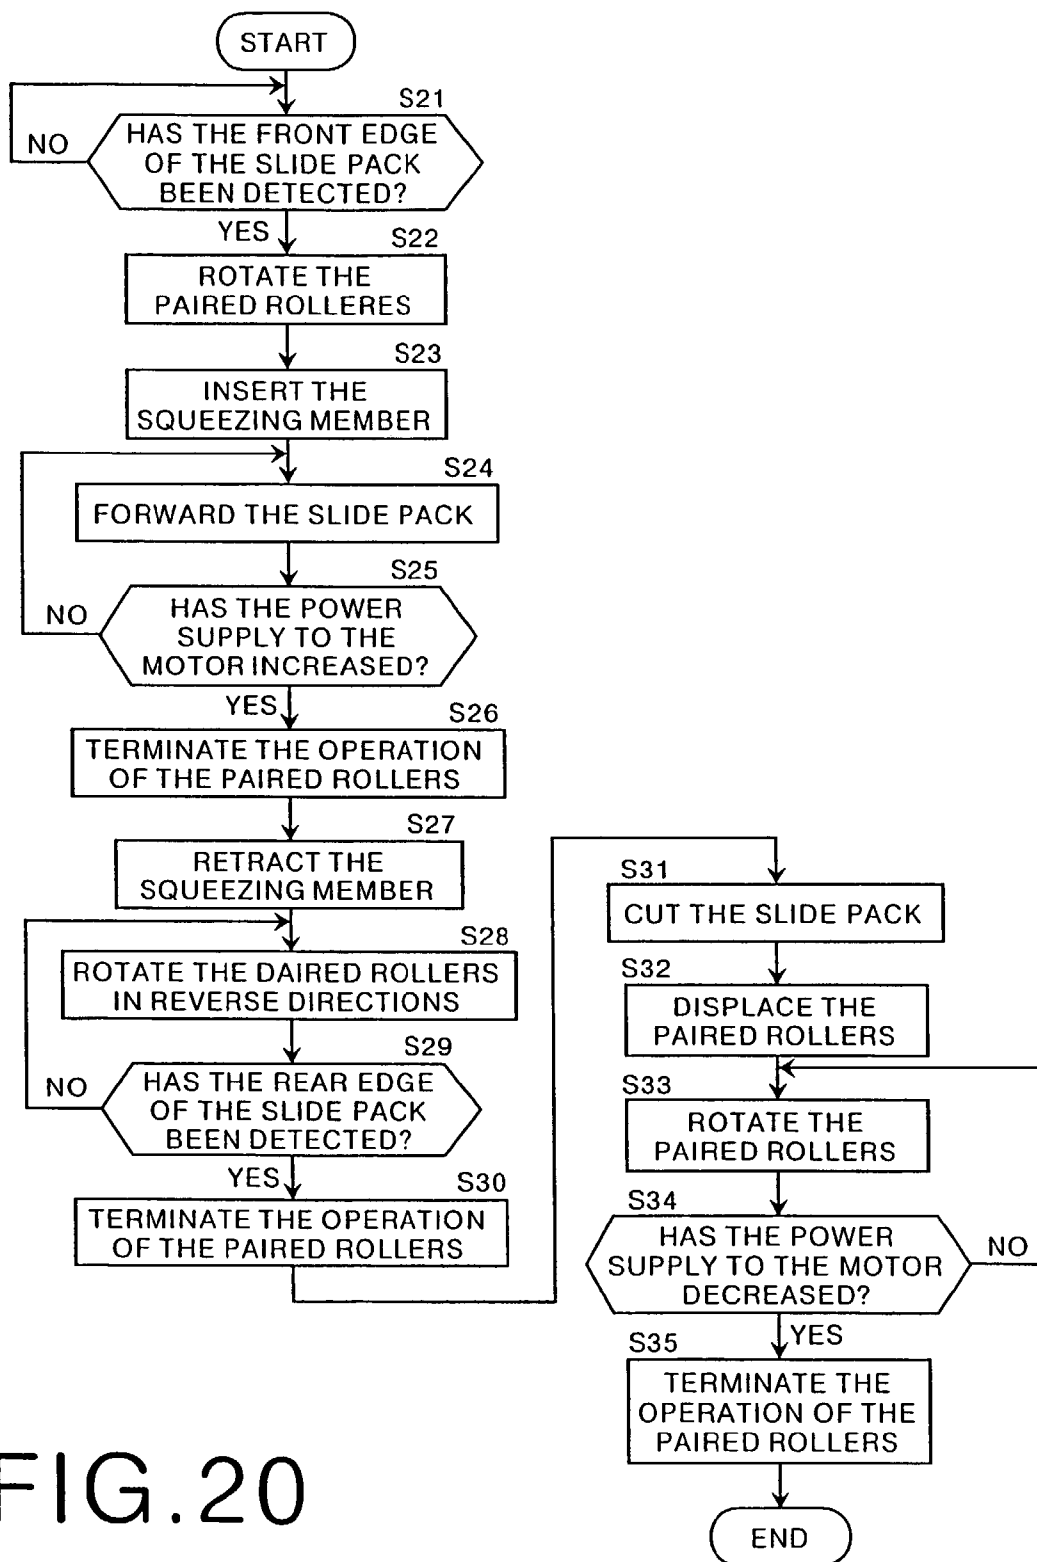 START
S21
HAS THE FRONT EDGE
OF THE SLIDE PACK
BEEN DETECTED?
NO
YES
S22
ROTATE THE
PAIRED ROLLERES
S23
INSERT THE
SQUEEZING MEMBER
S24
FORWARD THE SLIDE PACK
S25
HAS THE POWER
SUPPLY TO THE
MOTOR INCREASED?
NO
YES
S26
TERMINATE THE OPERATION
OF THE PAIRED ROLLERS
S27
RETRACT THE
SQUEEZING MEMBER
S28
ROTATE THE DAIRED ROLLERS
IN REVERSE DIRECTIONS
S29
HAS THE REAR EDGE
OF THE SLIDE PACK
BEEN DETECTED?
NO
YES
S30
TERMINATE THE OPERATION
OF THE PAIRED ROLLERS
S31
CUT THE SLIDE PACK
S32
DISPLACE THE
PAIRED ROLLERS
S33
ROTATE THE
PAIRED ROLLERS
S34
HAS THE POWER
SUPPLY TO THE MOTOR
DECREASED?
NO
YES
S35
TERMINATE THE
OPERATION OF THE
PAIRED ROLLERS
END
FIG.20